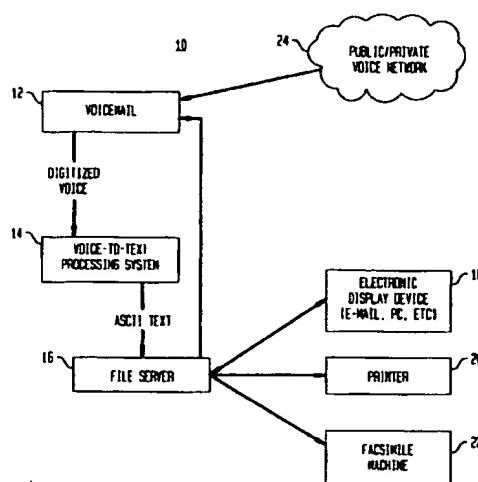 10
24
PUBLIC/PRIVATE
VOICE NETWORK
12
VOICEMAIL
DIGITIZED
VOICE
14
VOICE-TO-TEXT
PROCESSING SYSTEM
ASCII TEXT
16
FILE SERVER
ELECTRONIC
DISPLAY DEVICE
(E-MAIL, PC, ETC)
PRINTER
FACSIMILE
MACHINE